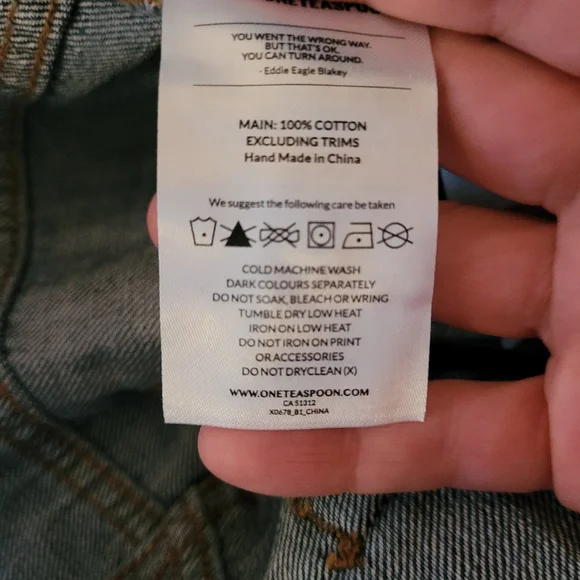 ONETEASPOON
YOU WENT THE WRONG WAY.
BUT THAT'S OK.
YOU CAN TURN AROUND.
- Eddie Eagle Blakey
MAIN: 100% COTTON
EXCLUDING TRIMS
Hand Made in China
We suggest the following care be taken
COLD MACHINE WASH
DARK COLOURS SEPARATELY
DO NOT SOAK, BLEACH OR WRING
TUMBLE DRY LOW HEAT
IRON ON LOW HEAT
DO NOT IRON ON PRINT
OR ACCESSORIES
DO NOT DRYCLEAN (X)
WWW.ONETEASPOON.COM
CA 51312
X0678_B1_CHINA